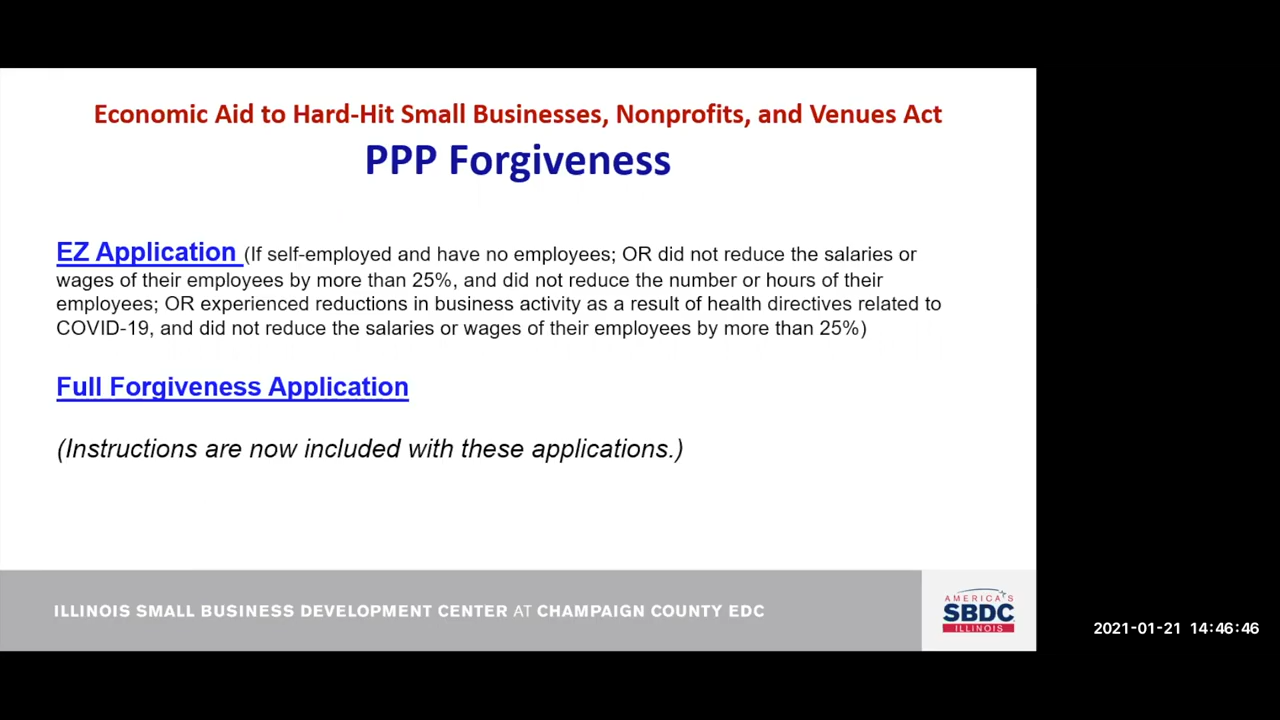 Economic Aid to Hard-Hit Small Businesses, Nonprofits, and Venues Act
PPP Forgiveness
EZ Application (If self-employed and have no employees; OR did not reduce the salaries or
wages of their employees by more than 25%, and did not reduce the number or hours of their
employees; OR experienced reductions in business activity as a result of health directives related to
COVID-19, and did not reduce the salaries or wages of their employees by more than 25%)
Full Forgiveness Application
(Instructions are now included with these applications.)
ILLINOIS SMALL BUSINESS DEVELOPMENT CENTER AT CHAMPAIGN COUNTY EDC
AMERICA'S
SBDC
ILLINOIS
2021-01-21 14:46:46